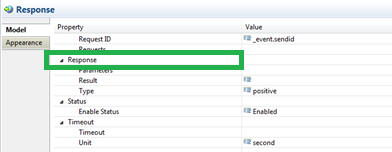 Response
Model
Appearance
Property Value
Request ID _event.sendid
Requests
Response
Parameters
Result
Type positive
Status
Enable Status Enabled
Timeout
Timeout
Unit second